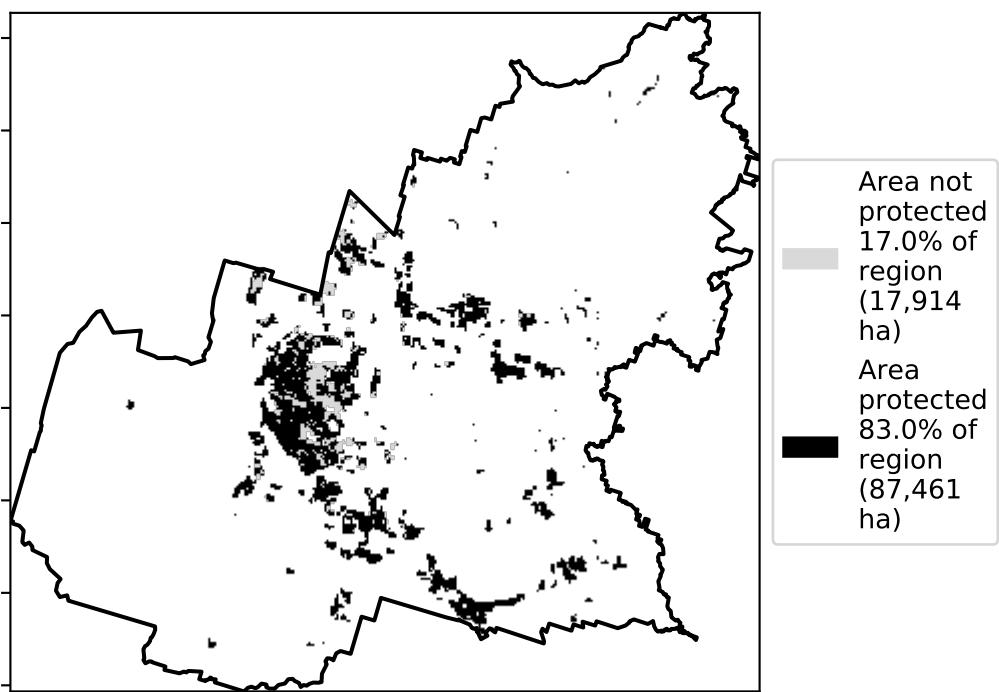 Area not
protected
17.0% of
region
(17,914
ha)
Area
protected
83.0% of
region
(87,461
ha)